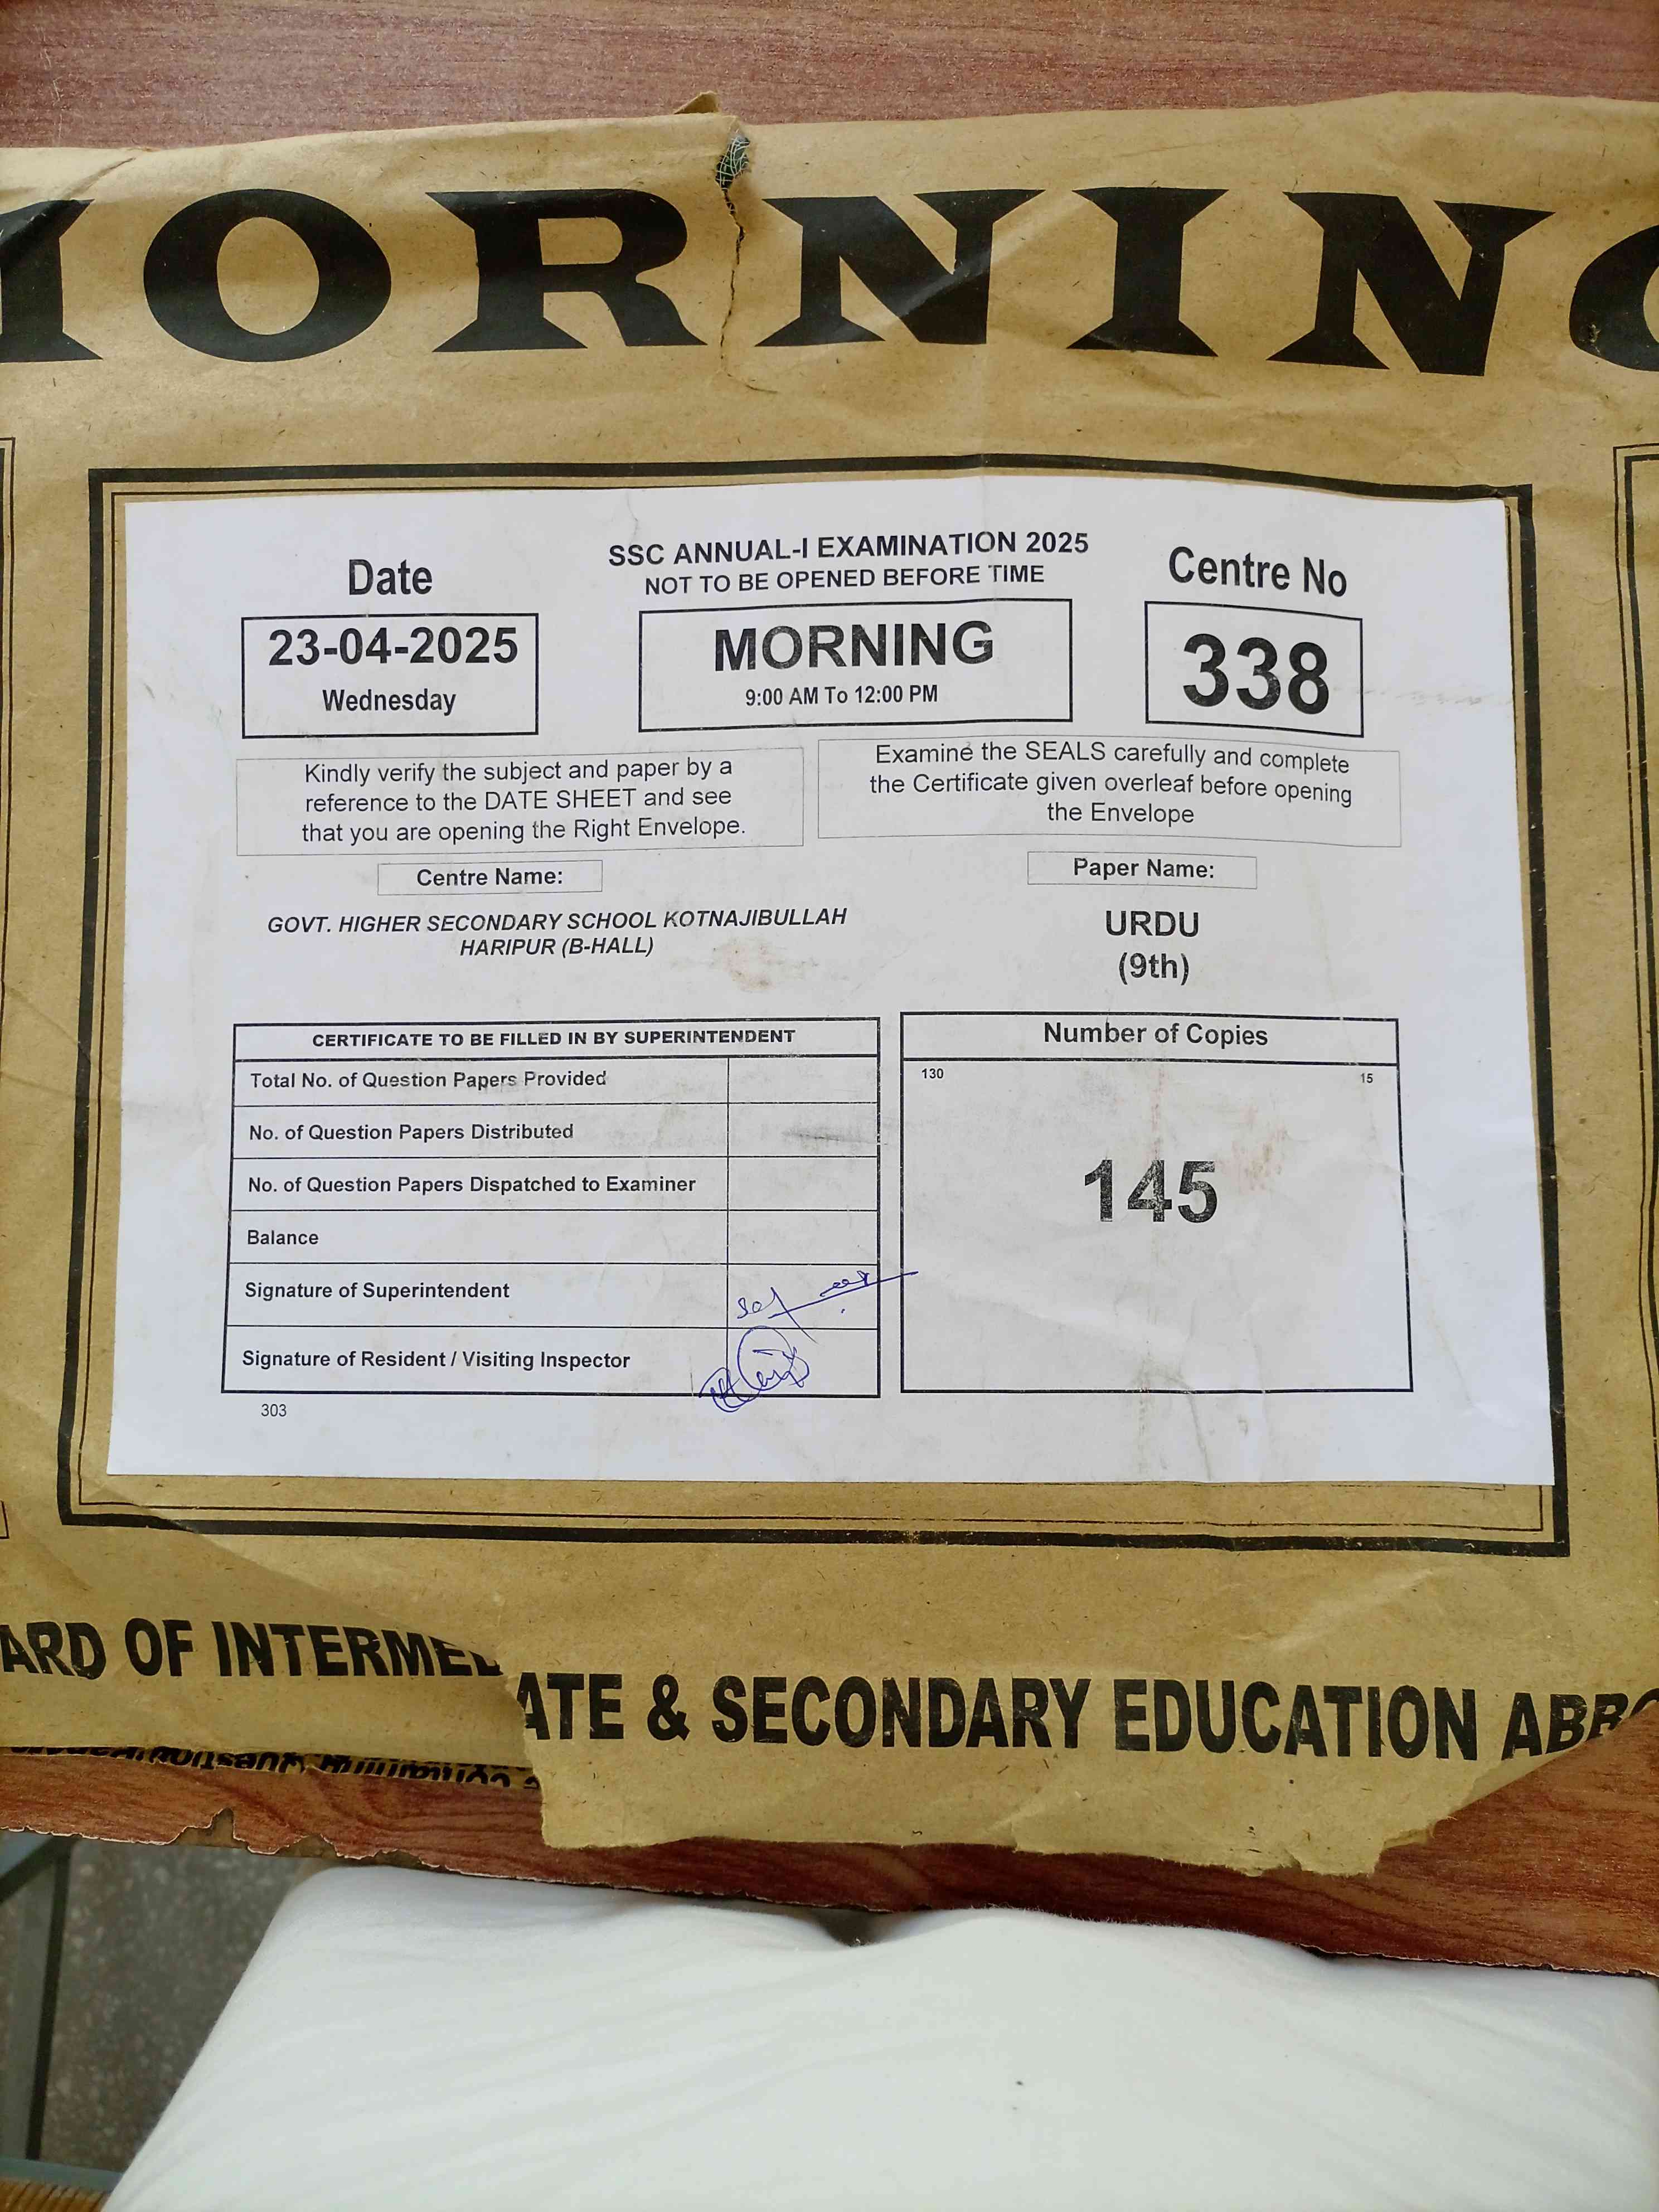 MORNING
SSC ANNUAL-I EXAMINATION 2025
NOT TO BE OPENED BEFORE TIME
Date
23-04-2025
Wednesday
MORNING
9:00 AM To 12:00 PM
Centre No
338
Kindly verify the subject and paper by a
reference to the DATE SHEET and see
that you are opening the Right Envelope.
Examine the SEALS carefully and complete
the Certificate given overleaf before opening
the Envelope
Centre Name:
GOVT. HIGHER SECONDARY SCHOOL KOTNAJIBULLAH
HARIPUR (B-HALL)
Paper Name:
URDU
(9th)
CERTIFICATE TO BE FILLED IN BY SUPERINTENDENT
Total No. of Question Papers Provided
No. of Question Papers Distributed
No. of Question Papers Dispatched to Examiner
Balance
Signature of Superintendent
Signature of Resident / Visiting Inspector
303
Number of Copies
130 15
145
ARD OF INTERMEDIATE & SECONDARY EDUCATION ABBO